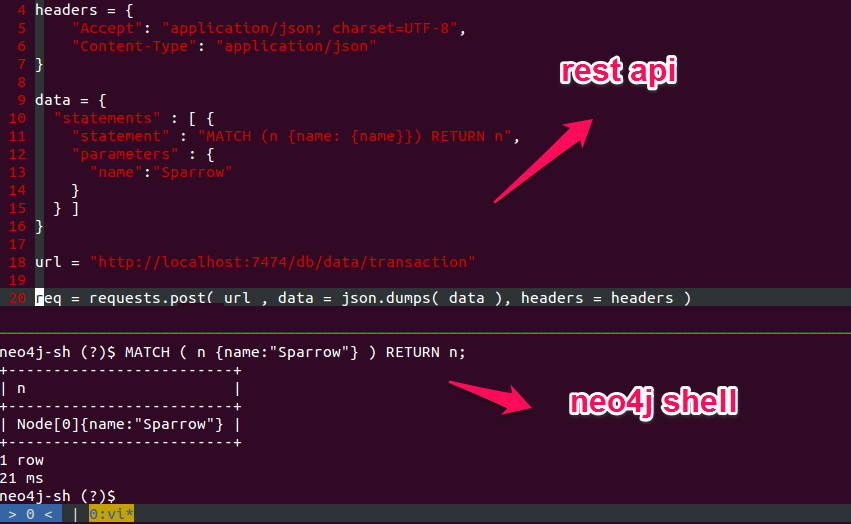 4 headers = {
5     "Accept": "application/json; charset=UTF-8",
6     "Content-Type": "application/json"
7 }
8
9 data = {
10   "statements" : [ {
11     "statement" : "MATCH (n {name: {name}}) RETURN n",
12     "parameters" : {
13       "name":"Sparrow"
14     }
15   } ]
16 }
17
18 url = "http://localhost:7474/db/data/transaction"
19
20 req = requests.post( url , data = json.dumps( data ), headers = headers )
rest api
neo4j-sh (?)$ MATCH ( n {name:"Sparrow"} ) RETURN n;
+-------------------------+
| n                       |
+-------------------------+
| Node[0]{name:"Sparrow"} |
+-------------------------+
1 row
21 ms
neo4j-sh (?)$
neo4j shell
> 0 < | 0:vi*